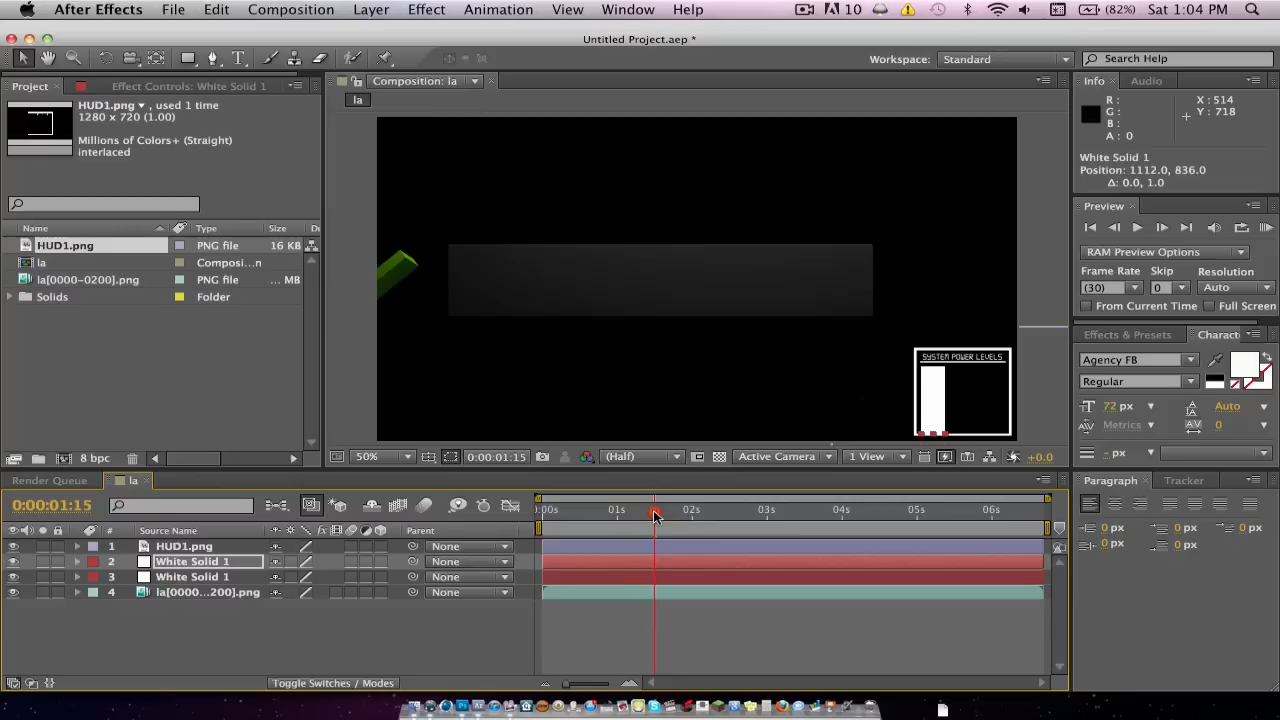 After Effects File Edit Composition Layer Effect Animation View Window Help 10 (82%) Sat 1:04 PM
Untitled Project.aep *
Workspace: Standard Search Help
Project Effect Controls: White Solid 1 Composition: la Info Audio
HUD1.png, used 1 time
1280 x 720 (1.00)
Millions of Colors+ (Straight)
interlaced
la
R: X: 514
G: Y: 718
B:
A: 0
White Solid 1
Position: 1112.0, 836.0
Δ: 0.0, 1.0
Preview
RAM Preview Options
Frame Rate Skip Resolution
(30) 0 Auto
From Current Time Full Screen
Effects & Presets Charact
Agency FB
Regular
72 px Auto
Metrics 0
- px
Name Type Size Du
HUD1.png PNG file 16 KB
la Composi...n
la[0000-0200].png PNG file ... MB
Solids Folder
8 bpc
SYSTEM POWER LEVELS
50% 0:00:01:15 (Half) Active Camera 1 View +0.0
Render Queue la
0:00:01:15
:00s 01s 02s 03s 04s 05s 06s
# Source Name Parent
1 HUD1.png None
2 White Solid 1 None
3 White Solid 1 None
4 la[0000...200].png None
Toggle Switches / Modes
Paragraph Tracker
0 px 0 px 0 px
0 px 0 px